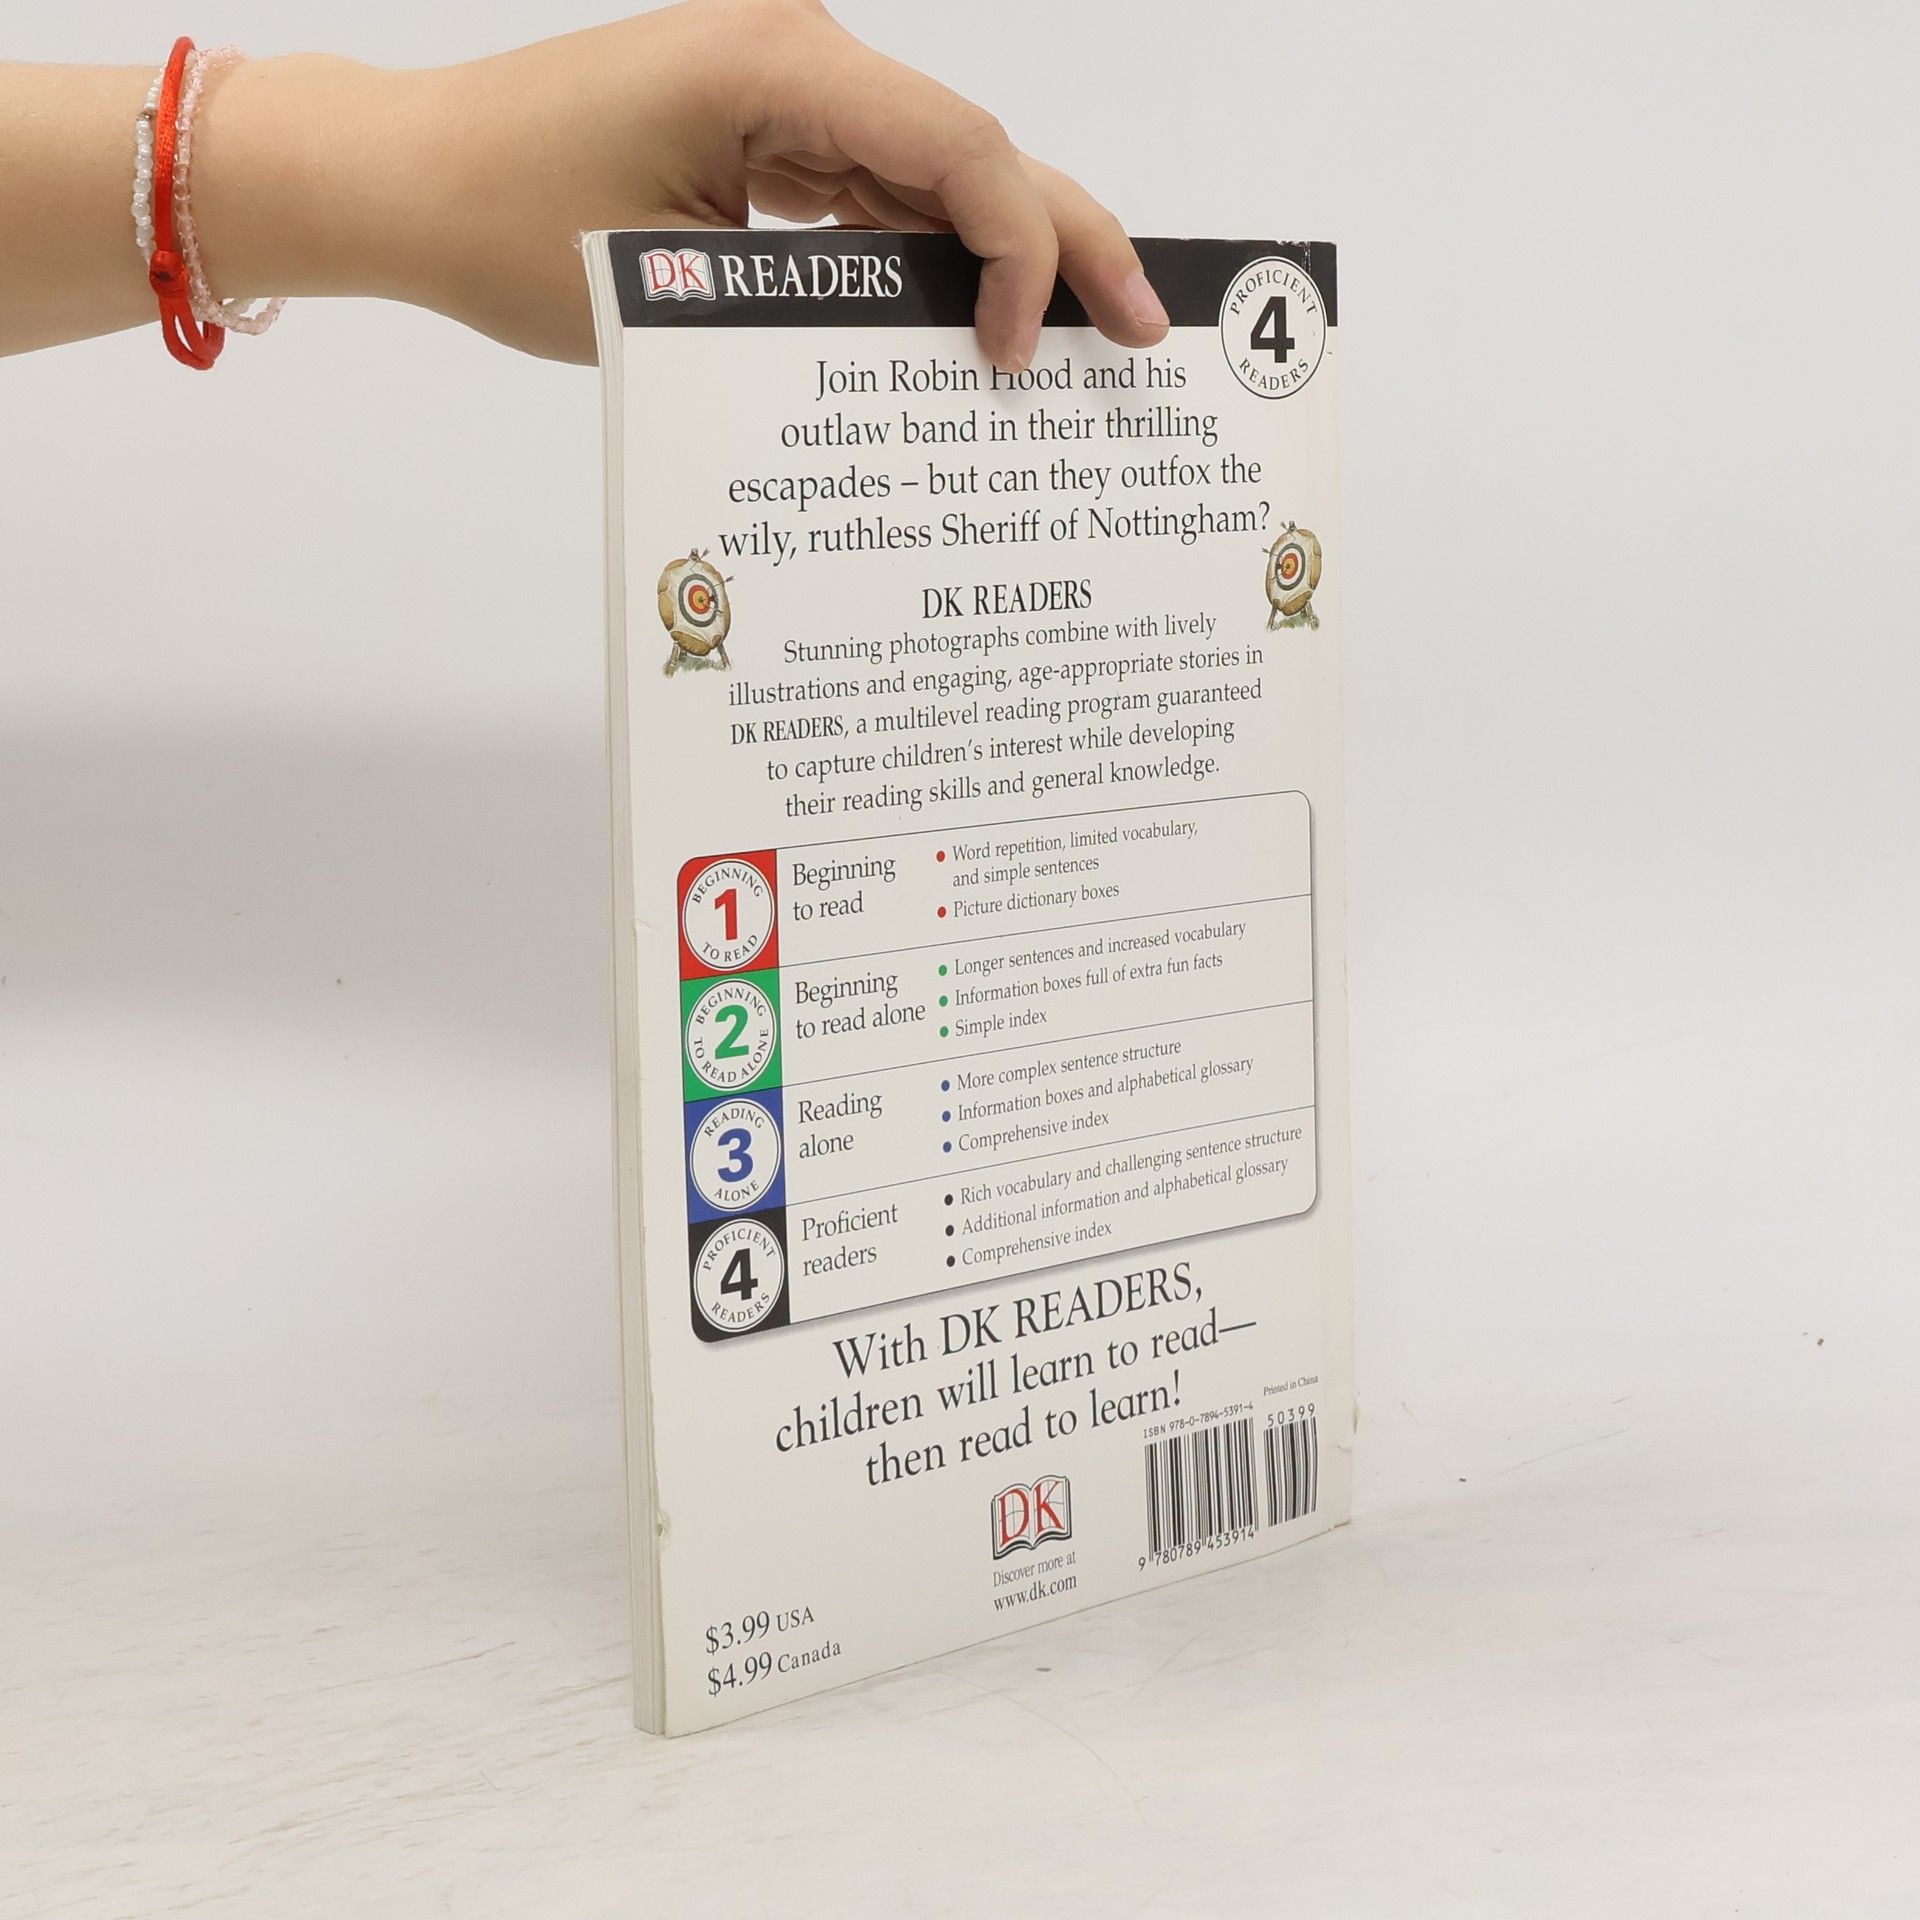 DK READERS
PROFICIENT 4 READERS
Join Robin Hood and his
outlaw band in their thrilling
escapades – but can they outfox the
wily, ruthless Sheriff of Nottingham?
DK READERS
Stunning photographs combine with lively
illustrations and engaging, age-appropriate stories in
DK READERS, a multilevel reading program guaranteed
to capture children's interest while developing
their reading skills and general knowledge.
BEGINNING 1 TO READ
Beginning
to read
• Word repetition, limited vocabulary,
and simple sentences
• Picture dictionary boxes
BEGINNING 2 TO READ ALONE
Beginning
to read alone
• Longer sentences and increased vocabulary
• Information boxes full of extra fun facts
• Simple index
READING 3 ALONE
Reading
alone
• More complex sentence structure
• Information boxes and alphabetical glossary
• Comprehensive index
PROFICIENT 4 READERS
Proficient
readers
• Rich vocabulary and challenging sentence structure
• Additional information and alphabetical glossary
• Comprehensive index
With DK READERS,
children will learn to read—
then read to learn!
Printed in China
ISBN 978-0-7894-5391-4
50399
9 780789 453914
DK
Discover more at
www.dk.com
$3.99 USA
$4.99 Canada